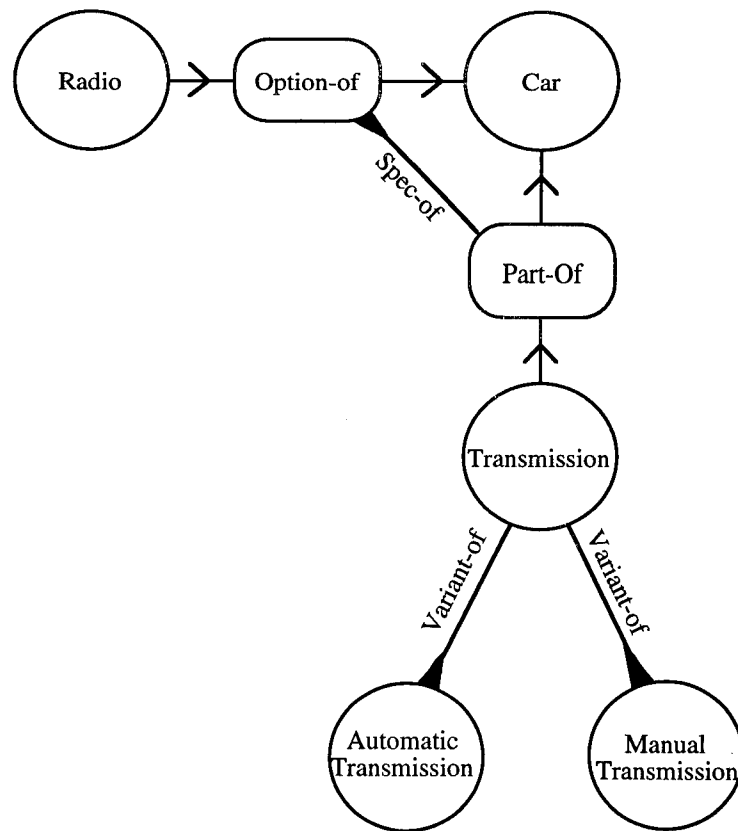 Radio
Option-of
Car
Spec-of
Part-Of
Transmission
Variant-of
Variant-of
Automatic
Transmission
Manual
Transmission